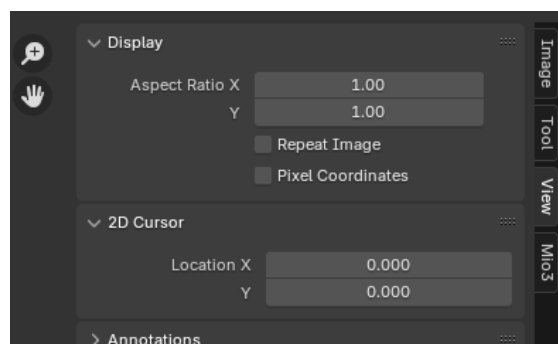 Display
Aspect Ratio X 1.00
Y 1.00
Repeat Image
Pixel Coordinates
2D Cursor
Location X 0.000
Y 0.000
Annotations
Image
Tool
View
Mio3